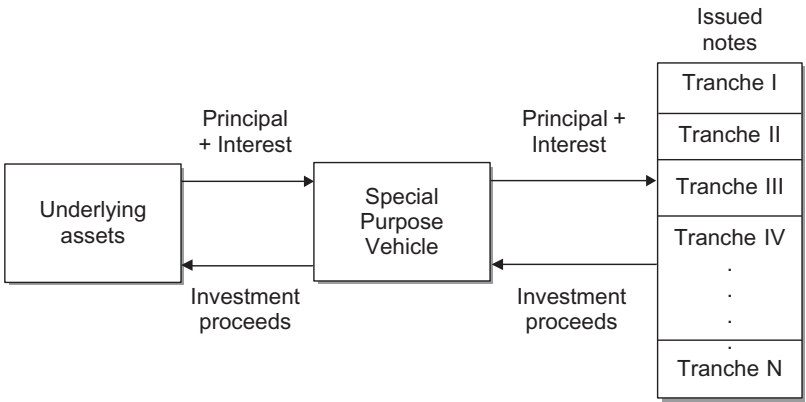 Issued
notes
Tranche I
Principal
+ Interest
Principal +
Interest
Tranche II
Underlying
assets
Special
Purpose
Vehicle
Tranche III
Tranche IV
.
.
.
.
.
Investment
proceeds
Investment
proceeds
Tranche N